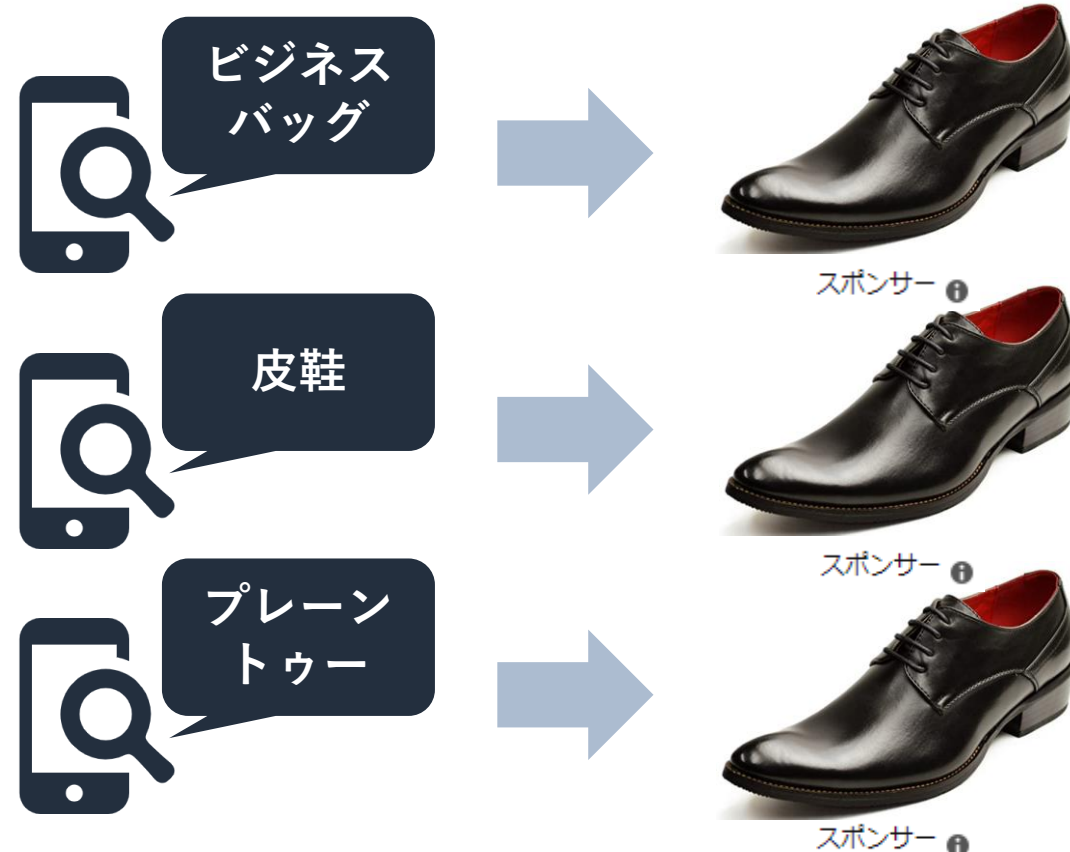 ビジネス
バッグ
スポンサー
皮鞋
スポンサー
プレーン
トゥー
スポンサー